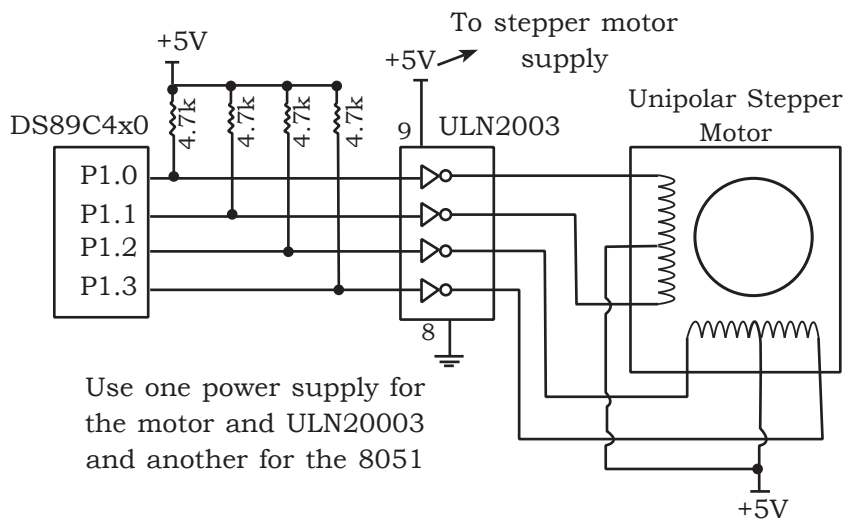 To stepper motor
supply
+5V
+5V
4.7k
4.7k
4.7k
4.7k
DS89C4x0
9
ULN2003
Unipolar Stepper
Motor
P1.0
P1.1
P1.2
P1.3
8
Use one power supply for
the motor and ULN20003
and another for the 8051
+5V